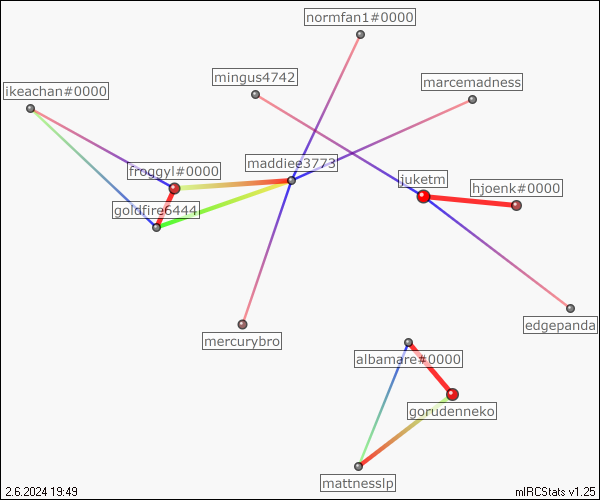 normfan1#0000
mingus4742
marcemadness
ikeachan#0000
maddiee3773
froggyl#0000
juketm
hjoenk#0000
goldfire6444
edgepanda
mercurybro
albamare#0000
gorudenneko
mattnesslp
2.6.2024 19:49
mIRCStats v1.25